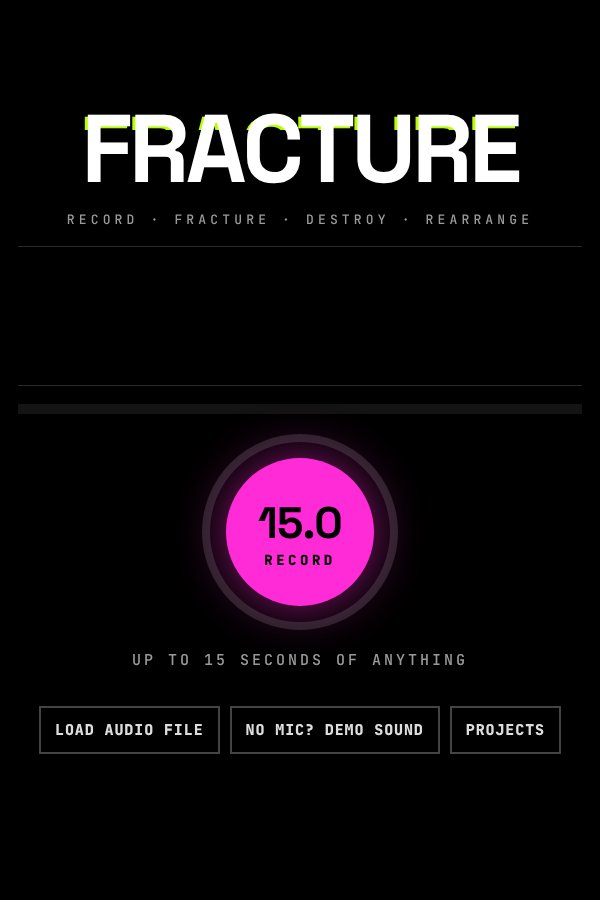 FRACTURE
RECORD · FRACTURE · DESTROY · REARRANGE
15.0
RECORD
UP TO 15 SECONDS OF ANYTHING
LOAD AUDIO FILE NO MIC? DEMO SOUND PROJECTS